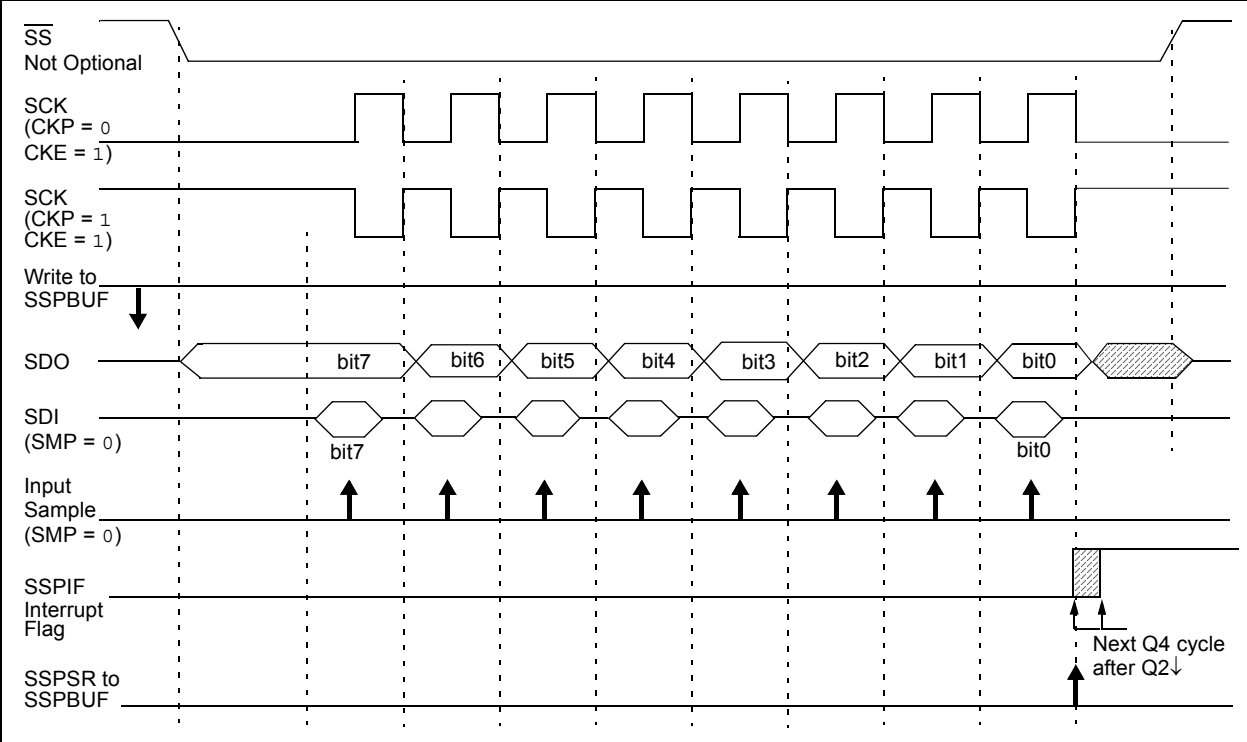 SS
Not Optional
SCK
(CKP = 0
CKE = 1)
SCK
(CKP = 1
CKE = 1)
Write to
SSPBUF
SDO
bit7 bit6 bit5 bit4 bit3 bit2 bit1 bit0
SDI
(SMP = 0)
bit7 bit0
Input
Sample
(SMP = 0)
SSPIF
Interrupt
Flag
Next Q4 cycle
after Q2↓
SSPSR to
SSPBUF